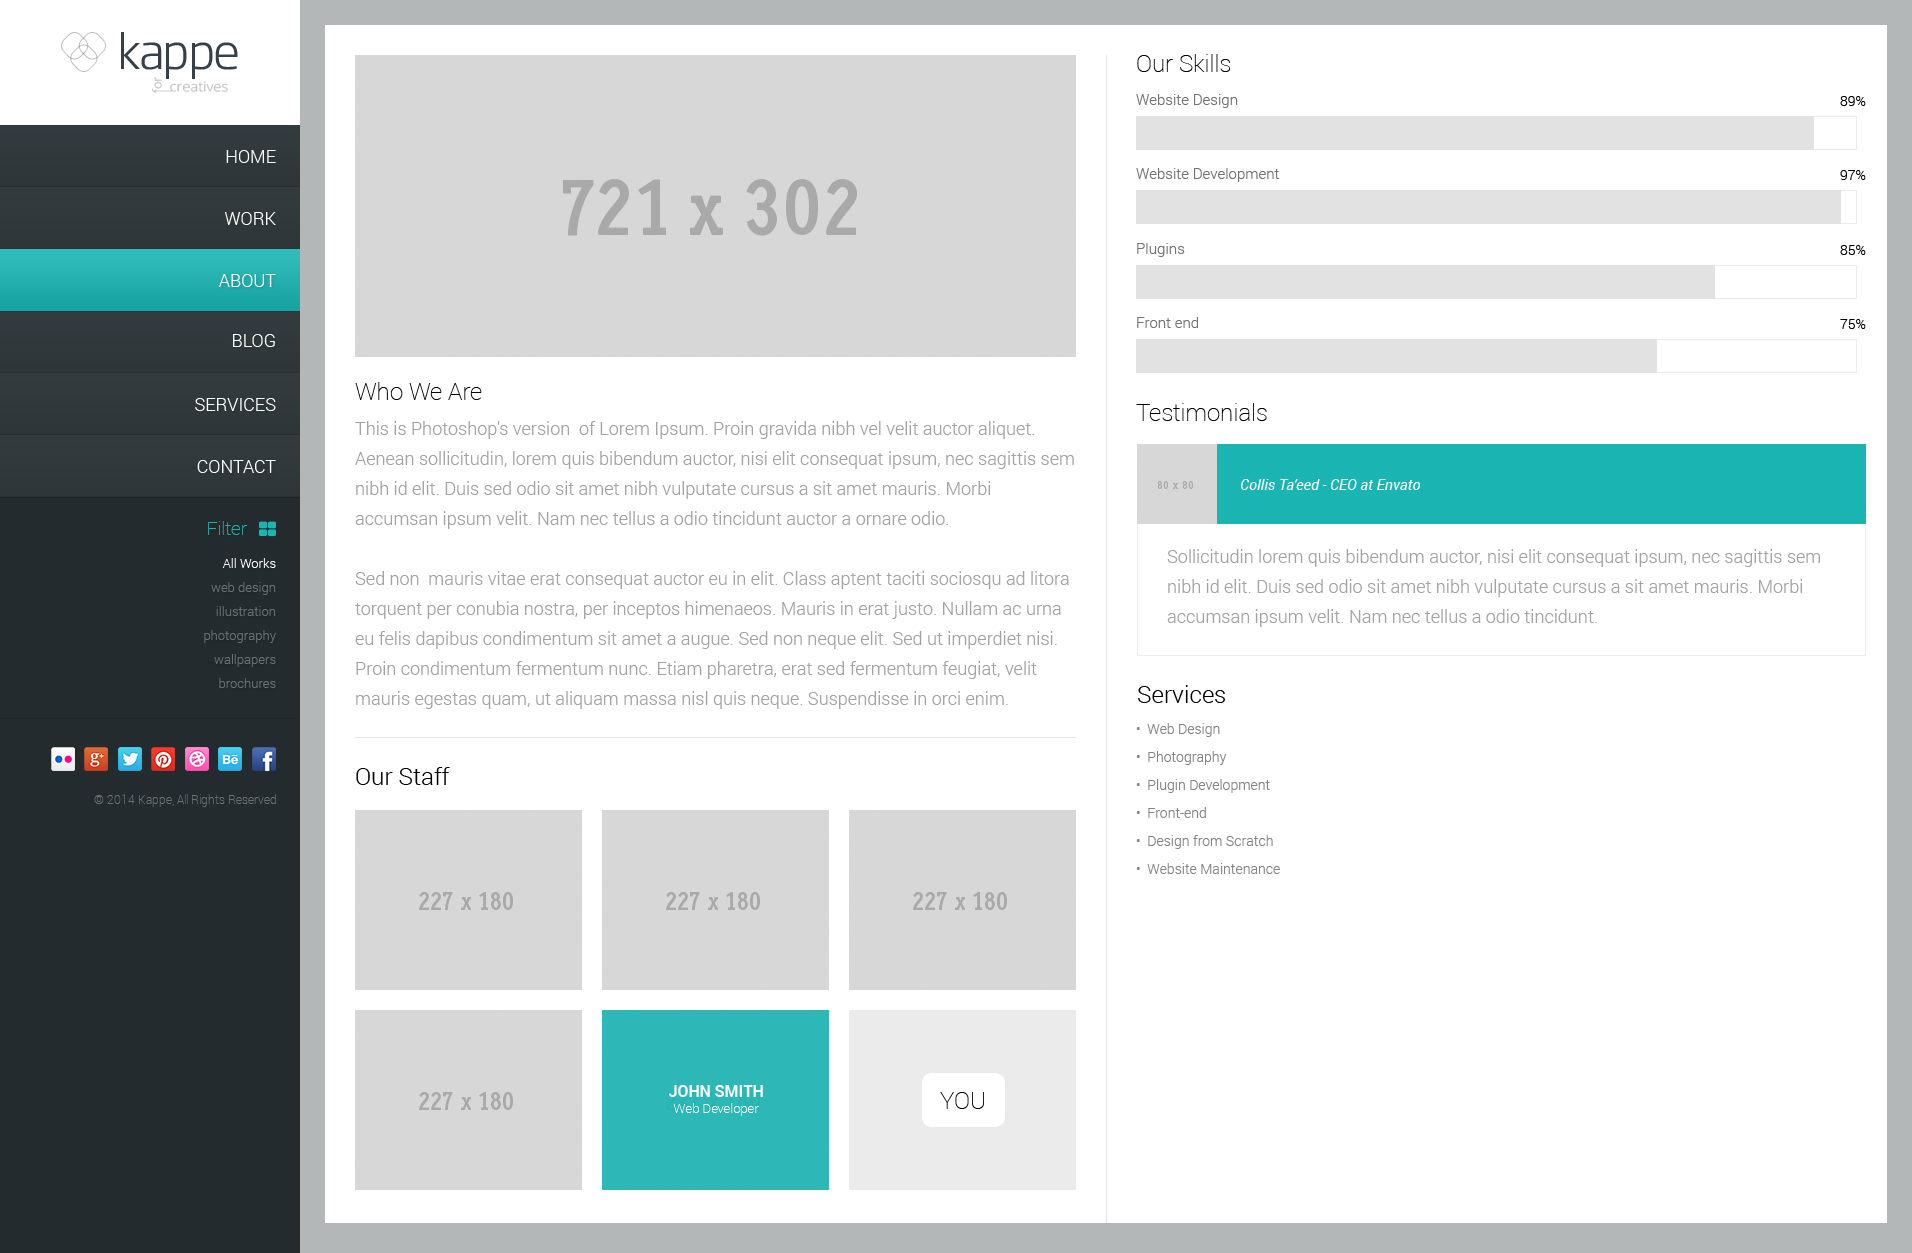 kappe
for creatives
HOME
WORK
ABOUT
BLOG
SERVICES
CONTACT
Filter
All Works
web design
illustration
photography
wallpapers
brochures
g+
Bē
f
© 2014 Kappe, All Rights Reserved
721 x 302
Who We Are
This is Photoshop's version  of Lorem Ipsum. Proin gravida nibh vel velit auctor aliquet.
Aenean sollicitudin, lorem quis bibendum auctor, nisi elit consequat ipsum, nec sagittis sem
nibh id elit. Duis sed odio sit amet nibh vulputate cursus a sit amet mauris. Morbi
accumsan ipsum velit. Nam nec tellus a odio tincidunt auctor a ornare odio.
Sed non  mauris vitae erat consequat auctor eu in elit. Class aptent taciti sociosqu ad litora
torquent per conubia nostra, per inceptos himenaeos. Mauris in erat justo. Nullam ac urna
eu felis dapibus condimentum sit amet a augue. Sed non neque elit. Sed ut imperdiet nisi.
Proin condimentum fermentum nunc. Etiam pharetra, erat sed fermentum feugiat, velit
mauris egestas quam, ut aliquam massa nisl quis neque. Suspendisse in orci enim.
Our Staff
227 x 180
227 x 180
227 x 180
227 x 180
JOHN SMITH
Web Developer
YOU
Our Skills
Website Design 89%
Website Development 97%
Plugins 85%
Front end 75%
Testimonials
80 x 80
Collis Ta'eed - CEO at Envato
Sollicitudin lorem quis bibendum auctor, nisi elit consequat ipsum, nec sagittis sem
nibh id elit. Duis sed odio sit amet nibh vulputate cursus a sit amet mauris. Morbi
accumsan ipsum velit. Nam nec tellus a odio tincidunt.
Services
• Web Design
• Photography
• Plugin Development
• Front-end
• Design from Scratch
• Website Maintenance